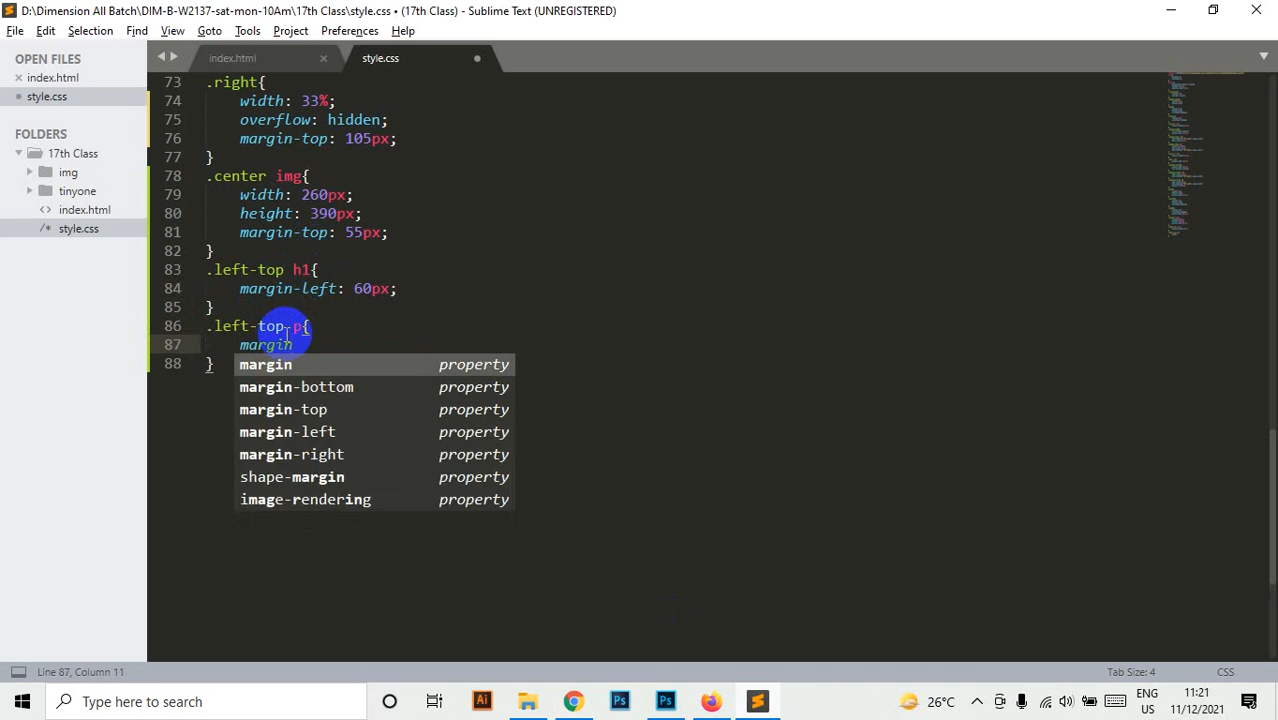 D:\Dimension All Batch\DIM-B-W2137-sat-mon-10Am\17th Class\style.css • (17th Class) - Sublime Text (UNREGISTERED)
File Edit Selection Find View Goto Tools Project Preferences Help
OPEN FILES
index.html
style.css
FOLDERS
17th Class
img
tinyone
index.html
style.css
index.html
style.css
73 .right{
74 width: 33%;
75 overflow: hidden;
76 margin-top: 105px;
77 }
78 .center img{
79 width: 260px;
80 height: 390px;
81 margin-top: 55px;
82 }
83 .left-top h1{
84 margin-left: 60px;
85 }
86 .left-top p{
87 margin
88 }
margin property
margin-bottom property
margin-top property
margin-left property
margin-right property
shape-margin property
image-rendering property
Line 87, Column 11 Tab Size: 4 CSS
Type here to search
Ai
Ps
Ps
26°C
ENG
US
11:21
11/12/2021